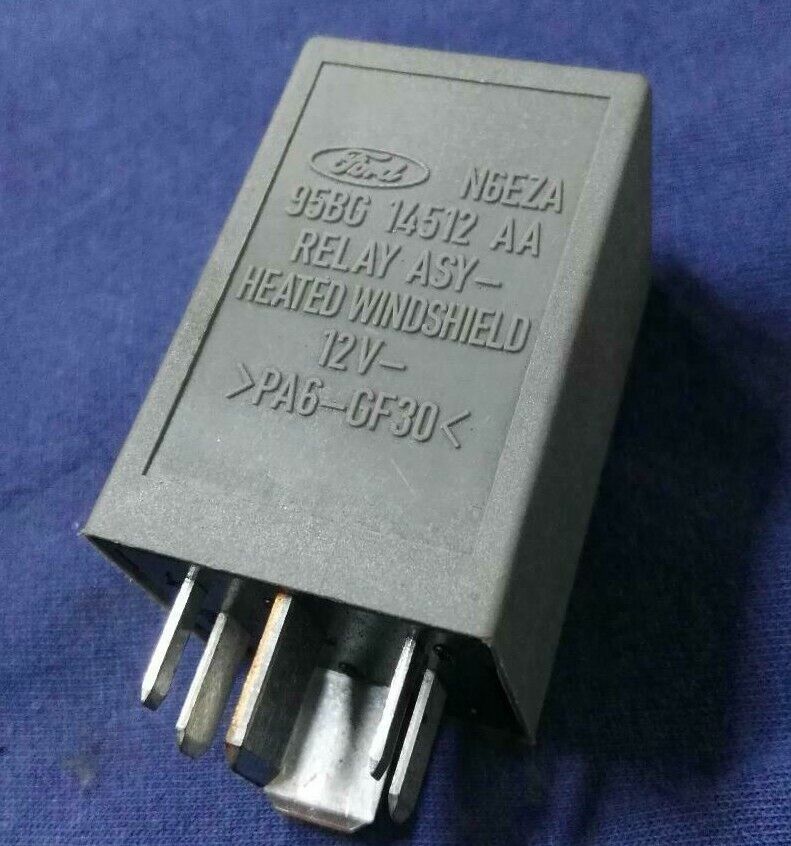 Ford N6EZA
95BG 14512 AA
RELAY ASY-
HEATED WINDSHIELD
12V-
>PA6-GF30<